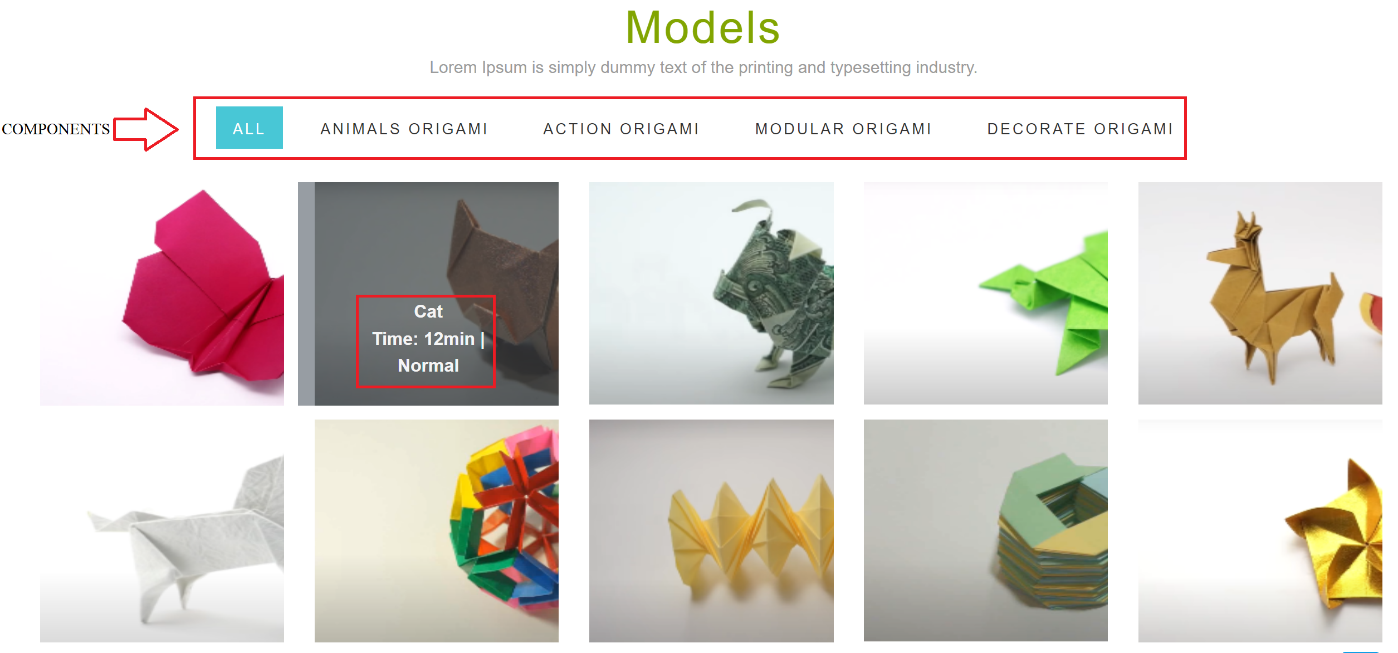 Models
Lorem Ipsum is simply dummy text of the printing and typesetting industry.
COMPONENTS
ALL ANIMALS ORIGAMI ACTION ORIGAMI MODULAR ORIGAMI DECORATE ORIGAMI
Cat
Time: 12min |
Normal